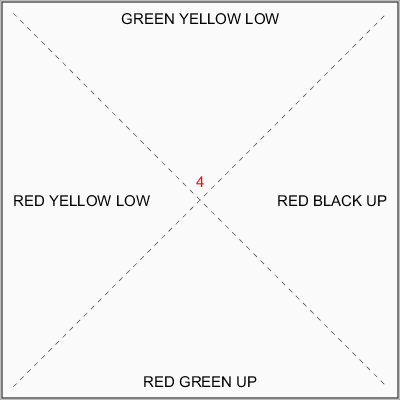 GREEN YELLOW LOW
4
RED YELLOW LOW
RED BLACK UP
RED GREEN UP